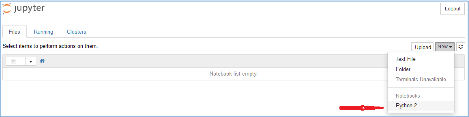 jupyter
Logout
Files Running Clusters
Select items to perform actions on them.
Upload New
Notebook list empty.
Text File
Folder
Terminals Unavailable
Notebooks
Python 2